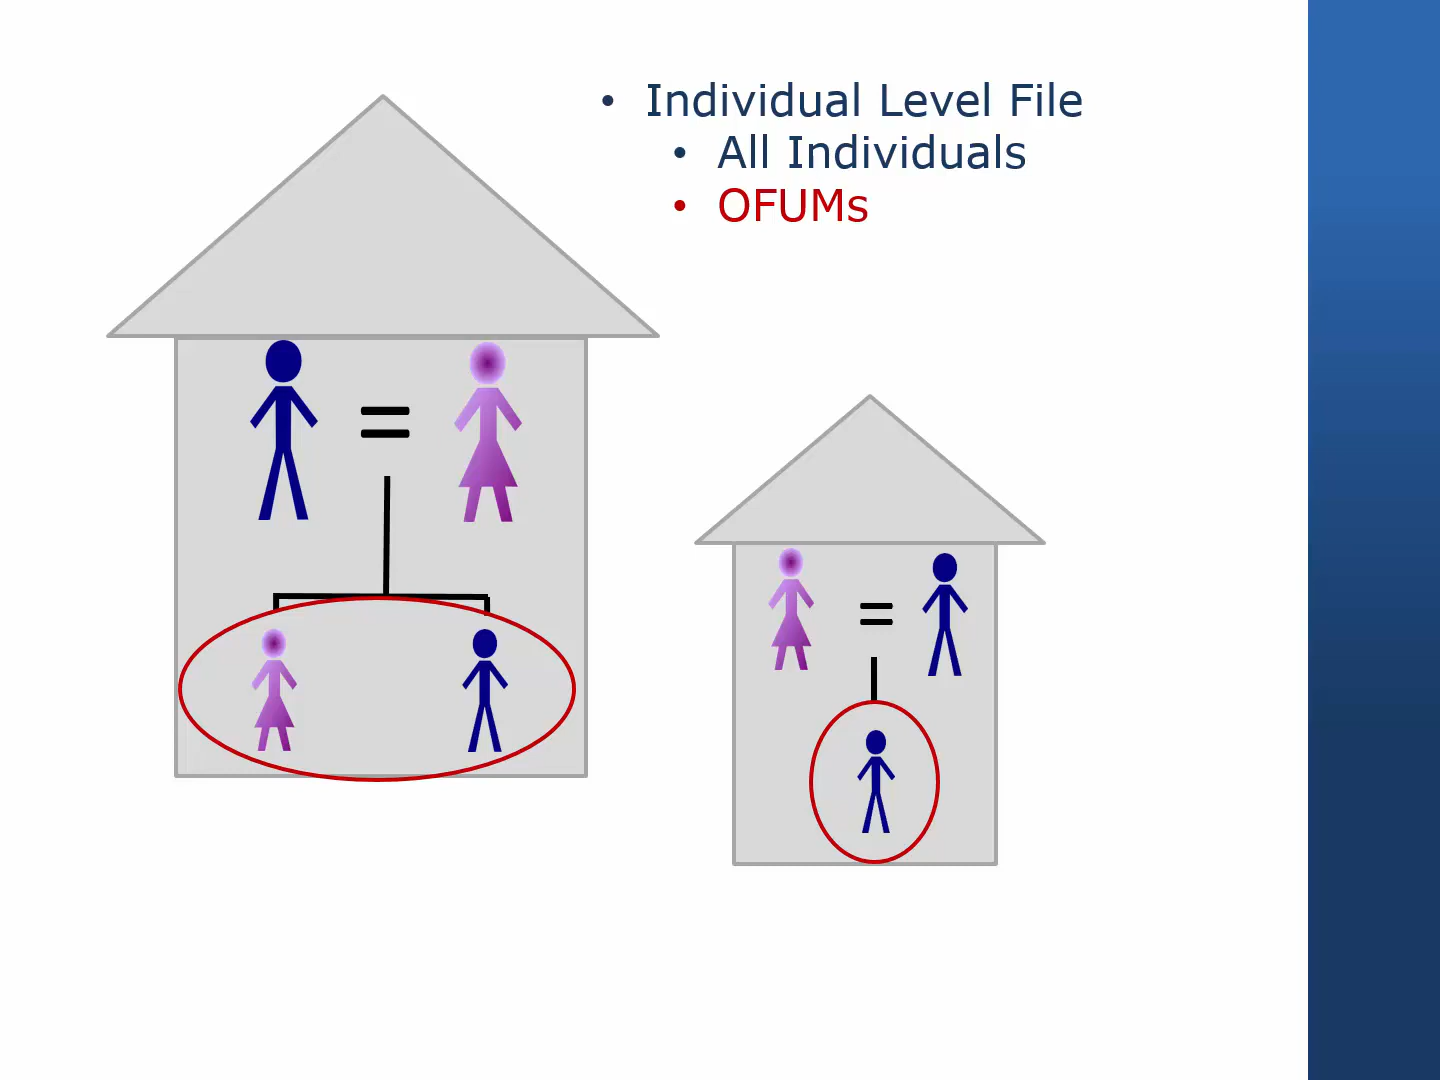 • Individual Level File
• All Individuals
• OFUMs
=
=